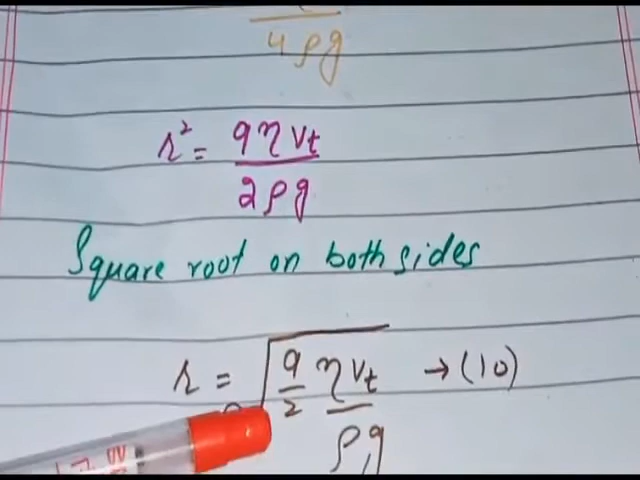 4ρg
r² = 9ηvt
2ρg
Square root on both sides
r = √9/2 ηvt/ρg → (10)